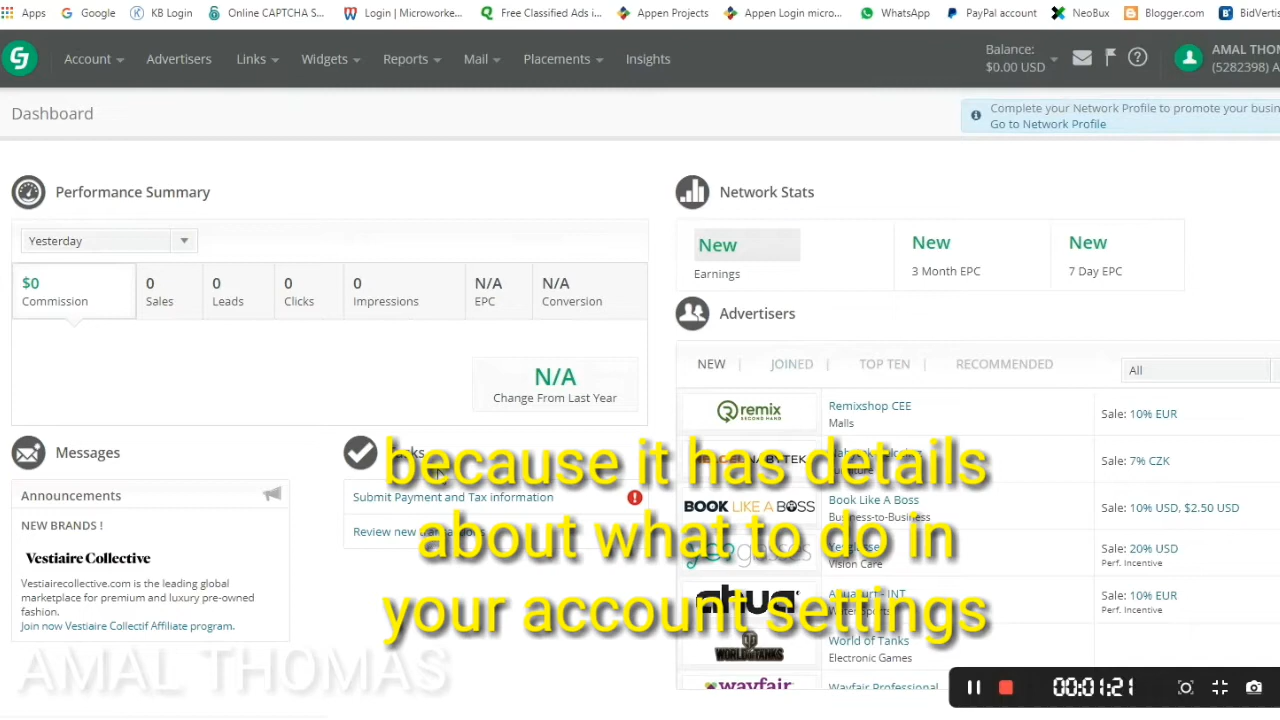 Apps
Google
KB Login
Online CAPTCHA S...
Login | Microworke...
Free Classified Ads i...
Appen Projects
Appen Login micro...
WhatsApp
PayPal account
NeoBux
Blogger.com
BidVertis
Account
Advertisers
Links
Widgets
Reports
Mail
Placements
Insights
Balance:
$0.00 USD
AMAL THOM
(5282398) A
Dashboard
Complete your Network Profile to promote your busin
Go to Network Profile
Performance Summary
Yesterday
$0
Commission
0
Sales
0
Leads
0
Clicks
0
Impressions
N/A
EPC
N/A
Conversion
N/A
Change From Last Year
Network Stats
New
Earnings
New
3 Month EPC
New
7 Day EPC
Advertisers
NEW | JOINED | TOP TEN | RECOMMENDED
All
remix
SECOND HAND
Remixshop CEE
Malls
Sale: 10% EUR
Sale: 7% CZK
BOOK LIKE A BOSS
Book Like A Boss
Business-to-Business
Sale: 10% USD, $2.50 USD
Vision Care
Sale: 20% USD
Perf. Incentive
Sale: 10% EUR
Perf. Incentive
WORLD OF TANKS
World of Tanks
Electronic Games
wayfair
Wayfair Professional
Messages
Announcements
NEW BRANDS !
Vestiaire Collective
Vestiairecollective.com is the leading global
marketplace for premium and luxury pre-owned
fashion.
Join now Vestiaire Collectif Affiliate program.
Submit Payment and Tax information
Review new transactions
because it has details
about what to do in
your account settings
AMAL THOMAS
00:01:21